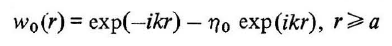 w₀(r) = exp(−ikr) − η₀ exp(ikr), r ⩾ a